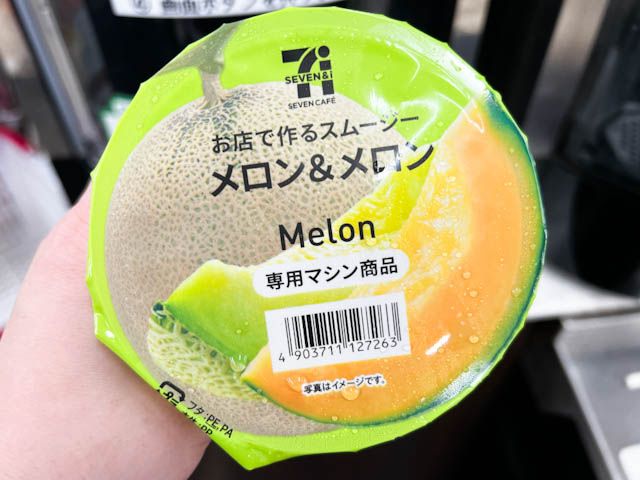 7i
SEVEN&i
SEVEN CAFÉ
お店で作るスムージー
メロン&メロン
Melon
専用マシン商品
4 903711 127263
写真はイメージです。
フタ:PE,PA